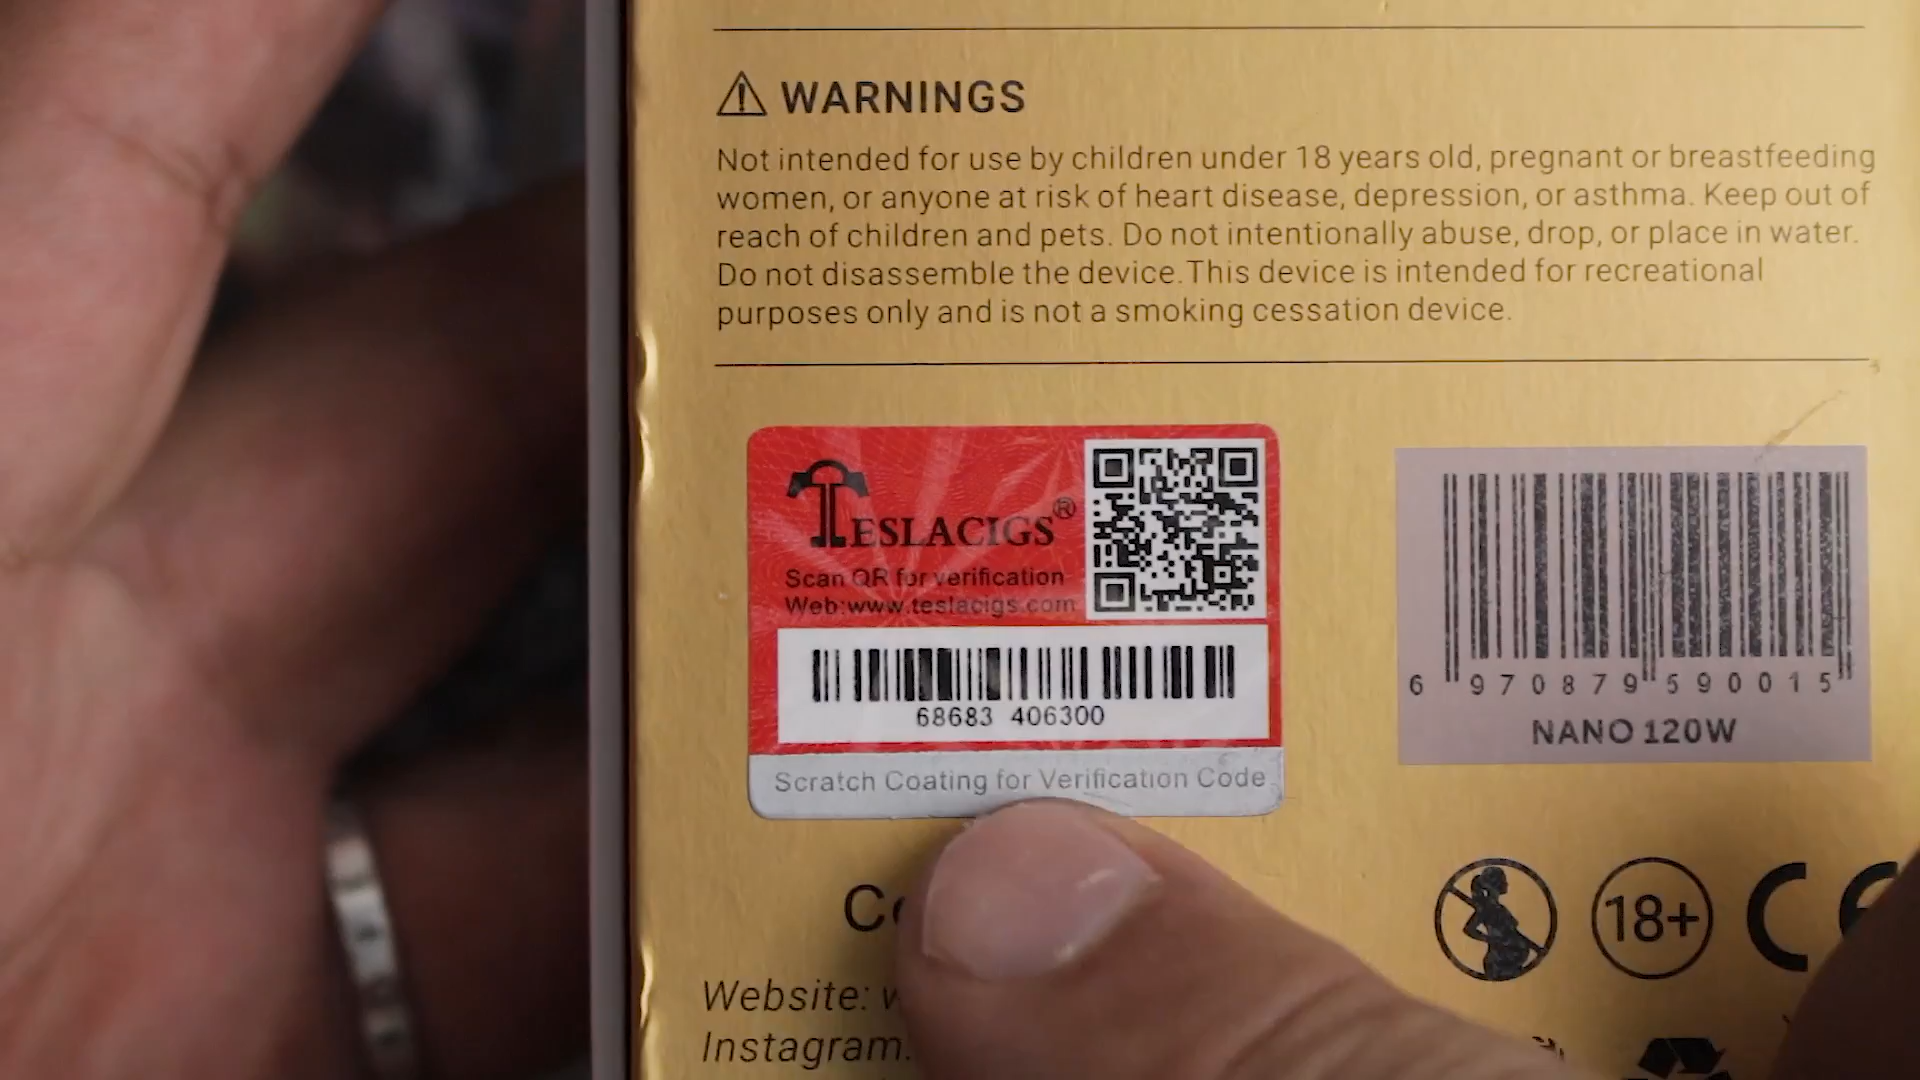 WARNINGS
Not intended for use by children under 18 years old, pregnant or breastfeeding
women, or anyone at risk of heart disease, depression, or asthma. Keep out of
reach of children and pets. Do not intentionally abuse, drop, or place in water.
Do not disassemble the device.This device is intended for recreational
purposes only and is not a smoking cessation device.
TESLACIGS®
Scan QR for verification
Web:www.teslacigs.com
68683 406300
Scratch Coating for Verification Code
6 970879 590015
NANO 120W
18+
CE
Website:
Instagram: